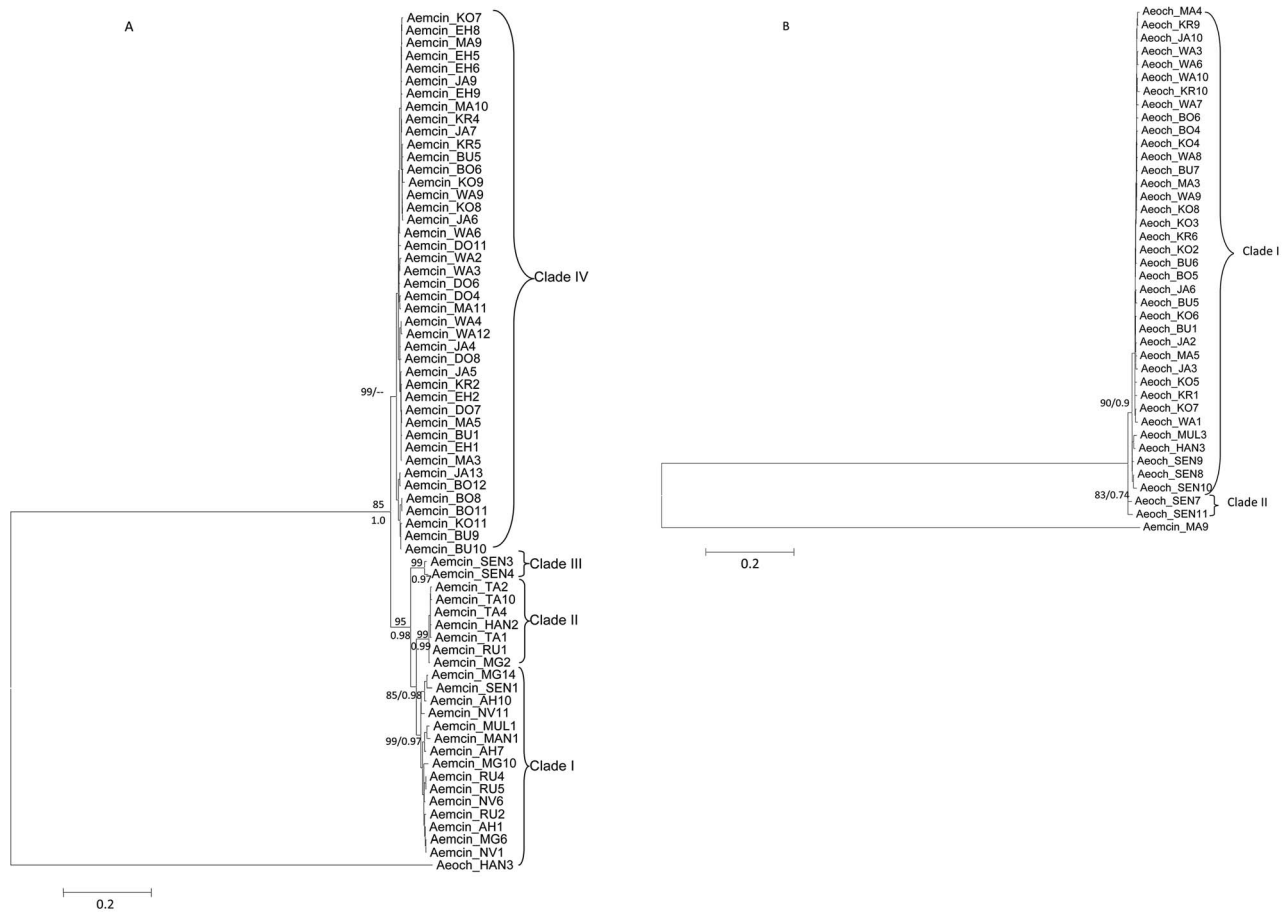 A
Aemcin_KO7
Aemcin_EH8
Aemcin_MA9
Aemcin_EH5
Aemcin_EH6
Aemcin_JA9
Aemcin_EH9
Aemcin_MA10
Aemcin_KR4
Aemcin_JA7
Aemcin_KR5
Aemcin_BU5
Aemcin_BO6
Aemcin_KO9
Aemcin_WA9
Aemcin_KO8
Aemcin_JA6
Aemcin_WA6
Aemcin_DO11
Aemcin_WA2
Aemcin_WA3
Aemcin_DO6
Aemcin_DO4
Aemcin_MA11
Aemcin_WA4
Aemcin_WA12
Aemcin_JA4
Aemcin_DO8
Aemcin_JA5
Aemcin_KR2
Aemcin_EH2
Aemcin_DO7
Aemcin_MA5
Aemcin_BU1
Aemcin_EH1
Aemcin_MA3
Aemcin_JA13
Aemcin_BO12
Aemcin_BO8
Aemcin_BO11
Aemcin_KO11
Aemcin_BU9
Aemcin_BU10
Clade IV
99/--
85
1.0
Aemcin_SEN3
Aemcin_SEN4
Clade III
99
0.97
Aemcin_TA2
Aemcin_TA10
Aemcin_TA4
Aemcin_HAN2
Aemcin_TA1
Aemcin_RU1
Aemcin_MG2
Clade II
95
0.98
99
0.99
Aemcin_MG14
Aemcin_SEN1
Aemcin_AH10
Aemcin_NV11
Aemcin_MUL1
Aemcin_MAN1
Aemcin_AH7
Aemcin_MG10
Aemcin_RU4
Aemcin_RU5
Aemcin_NV6
Aemcin_RU2
Aemcin_AH1
Aemcin_MG6
Aemcin_NV1
Clade I
85/0.98
99/0.97
Aeoch_HAN3
0.2
B
Aeoch_MA4
Aeoch_KR9
Aeoch_JA10
Aeoch_WA3
Aeoch_WA6
Aeoch_WA10
Aeoch_KR10
Aeoch_WA7
Aeoch_BO6
Aeoch_BO4
Aeoch_KO4
Aeoch_WA8
Aeoch_BU7
Aeoch_MA3
Aeoch_WA9
Aeoch_KO8
Aeoch_KO3
Aeoch_KR6
Aeoch_KO2
Aeoch_BU6
Aeoch_BO5
Aeoch_JA6
Aeoch_BU5
Aeoch_KO6
Aeoch_BU1
Aeoch_JA2
Aeoch_MA5
Aeoch_JA3
Aeoch_KO5
Aeoch_KR1
Aeoch_KO7
Aeoch_WA1
Aeoch_MUL3
Aeoch_HAN3
Aeoch_SEN9
Aeoch_SEN8
Aeoch_SEN10
Clade I
90/0.9
83/0.74
Aeoch_SEN7
Aeoch_SEN11
Clade II
Aemcin_MA9
0.2